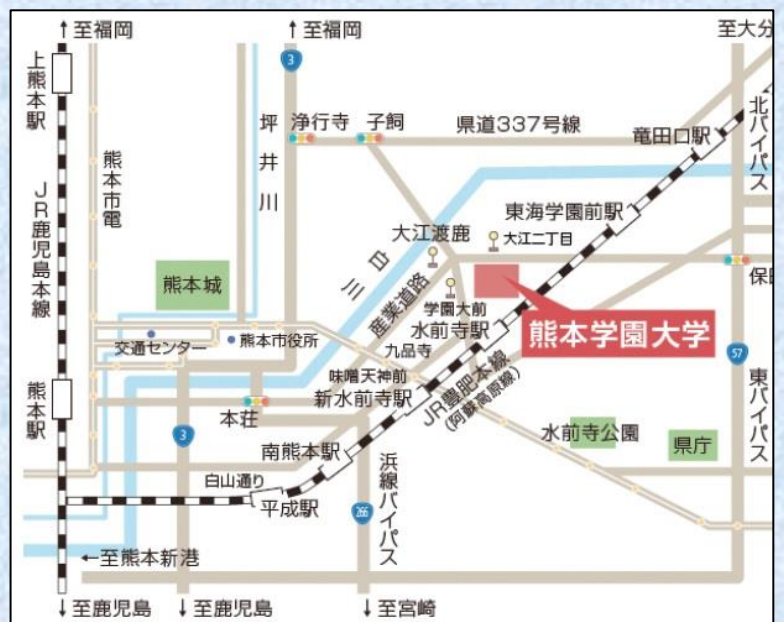 ↑至福岡
↑至福岡
至大分
3
上熊本駅
坪井川
浄行寺
子飼
県道337号線
竜田口駅
北バイパス
熊本市電
JR鹿児島本線
東海学園前駅
大江渡鹿
大江二丁目
白川
熊本城
産業道路
保田
学園大前
水前寺駅
熊本学園大学
交通センター
熊本市役所
九品寺
57
味噌天神前
新水前寺駅
JR豊肥本線
(阿蘇高原線)
熊本駅
本荘
東バイパス
水前寺公園
県庁
3
南熊本駅
浜線バイパス
白山通り
平成駅
266
←至熊本新港
↓至鹿児島
↓至鹿児島
↓至宮崎